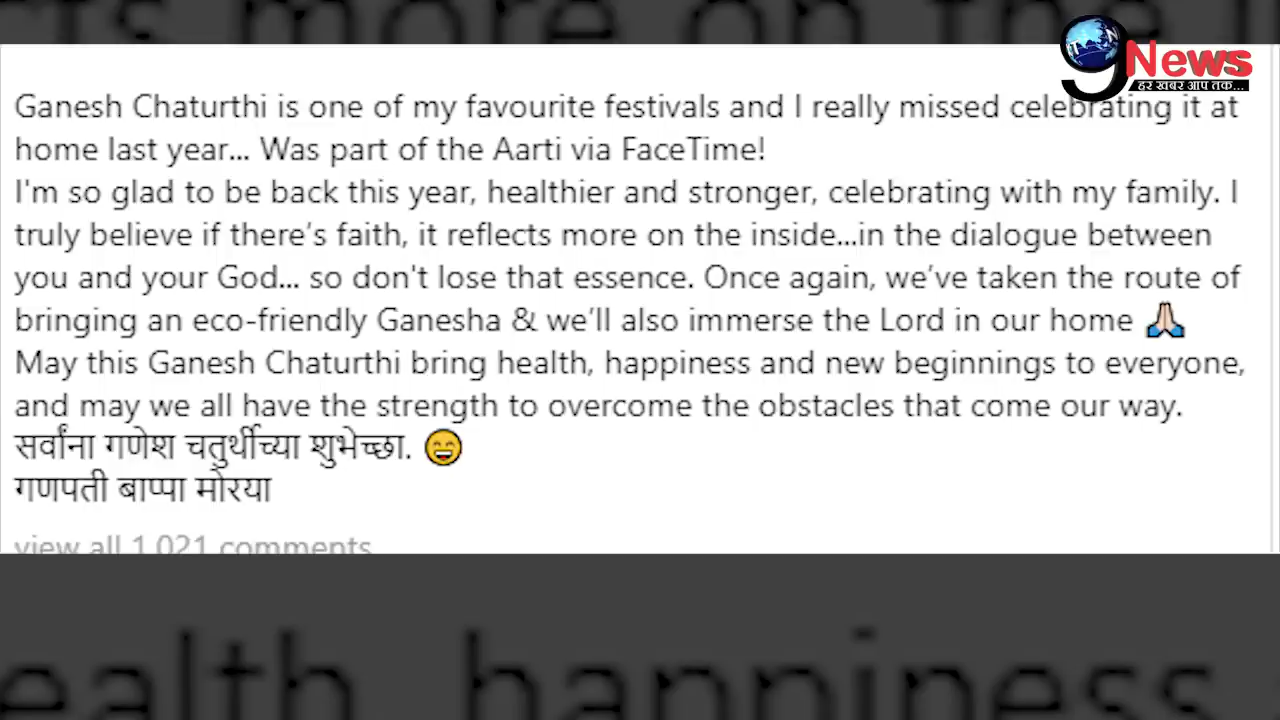 TN
9 News
हर खबर आप तक...
Ganesh Chaturthi is one of my favourite festivals and I really missed celebrating it at
home last year... Was part of the Aarti via FaceTime!
I'm so glad to be back this year, healthier and stronger, celebrating with my family. I
truly believe if there’s faith, it reflects more on the inside...in the dialogue between
you and your God... so don't lose that essence. Once again, we’ve taken the route of
bringing an eco-friendly Ganesha & we’ll also immerse the Lord in our home 🙏🏻
May this Ganesh Chaturthi bring health, happiness and new beginnings to everyone,
and may we all have the strength to overcome the obstacles that come our way.
सर्वांना गणेश चतुर्थीच्या शुभेच्छा. 😄
गणपती बाप्पा मोरया
view all 1,021 comments
ealth, happiness